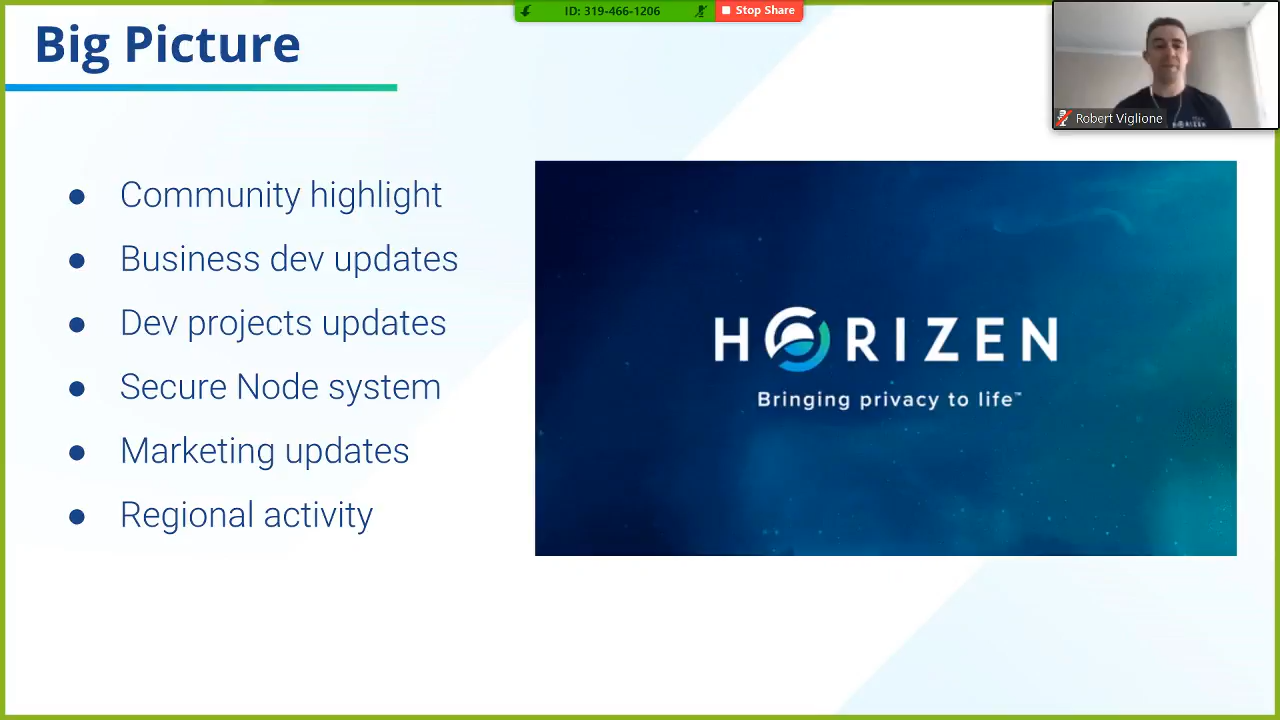 ID: 319-466-1206
Stop Share
Big Picture
Robert Viglione
HORIZEN
● Community highlight
● Business dev updates
● Dev projects updates
● Secure Node system
● Marketing updates
● Regional activity
HORIZEN
Bringing privacy to life™